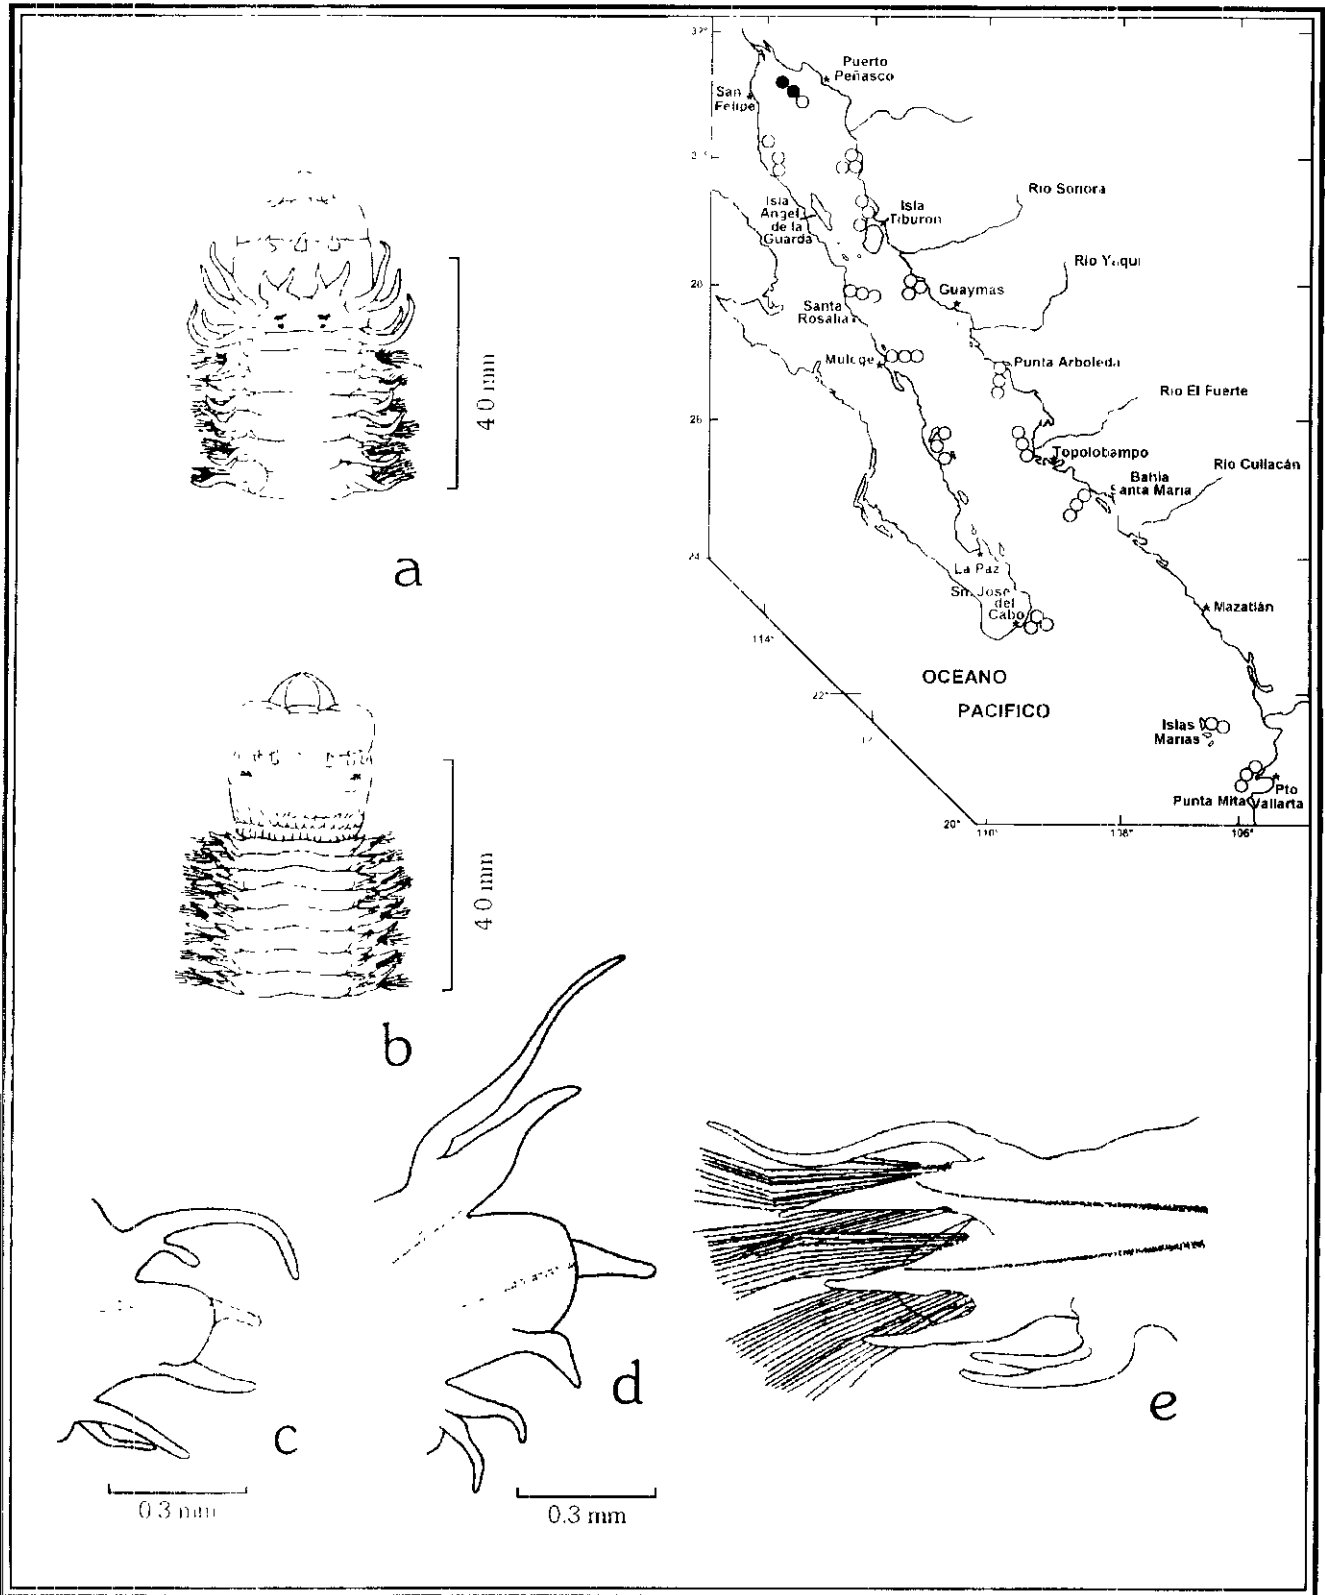 Puerto
Peñasco
San
Felipe
Isla
Angel
de la
Guarda
Isla
Tiburon
Rio Sonora
Rio Yaqui
28
Santa
Rosalia
Guaymas
Mulege
Punta Arboleda
Rio El Fuerte
26
Topolobampo
Bahia
Santa Maria
Rio Culiacán
24
La Paz
Sn. Jose
del
Cabo
Mazatlán
114°
OCEANO
PACIFICO
22°
Islas
Marias
Punta Mita
Pto
Vallarta
20°
106°
40 mm
a
40 mm
b
c
0.3 mm
d
0.3 mm
e